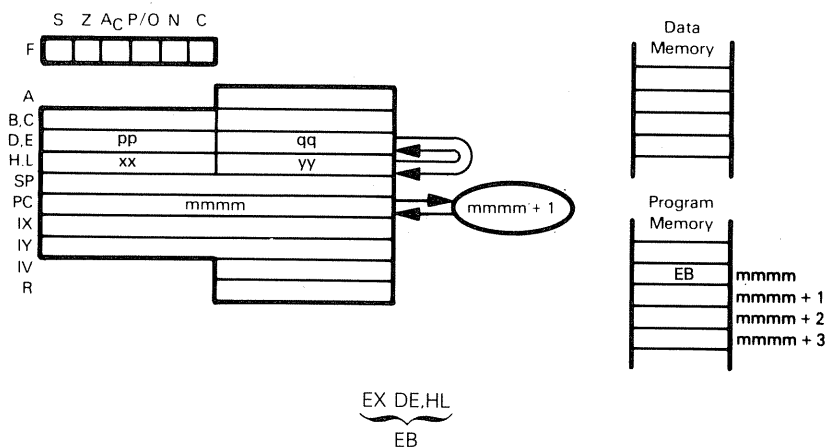 S Z AC P/O N C
F
Data
Memory
A
B,C
D,E pp qq
H,L xx yy
SP
PC mmmm mmmm + 1
IX
IY
IV
R
Program
Memory
EB mmmm
mmmm + 1
mmmm + 2
mmmm + 3
EX DE,HL
EB